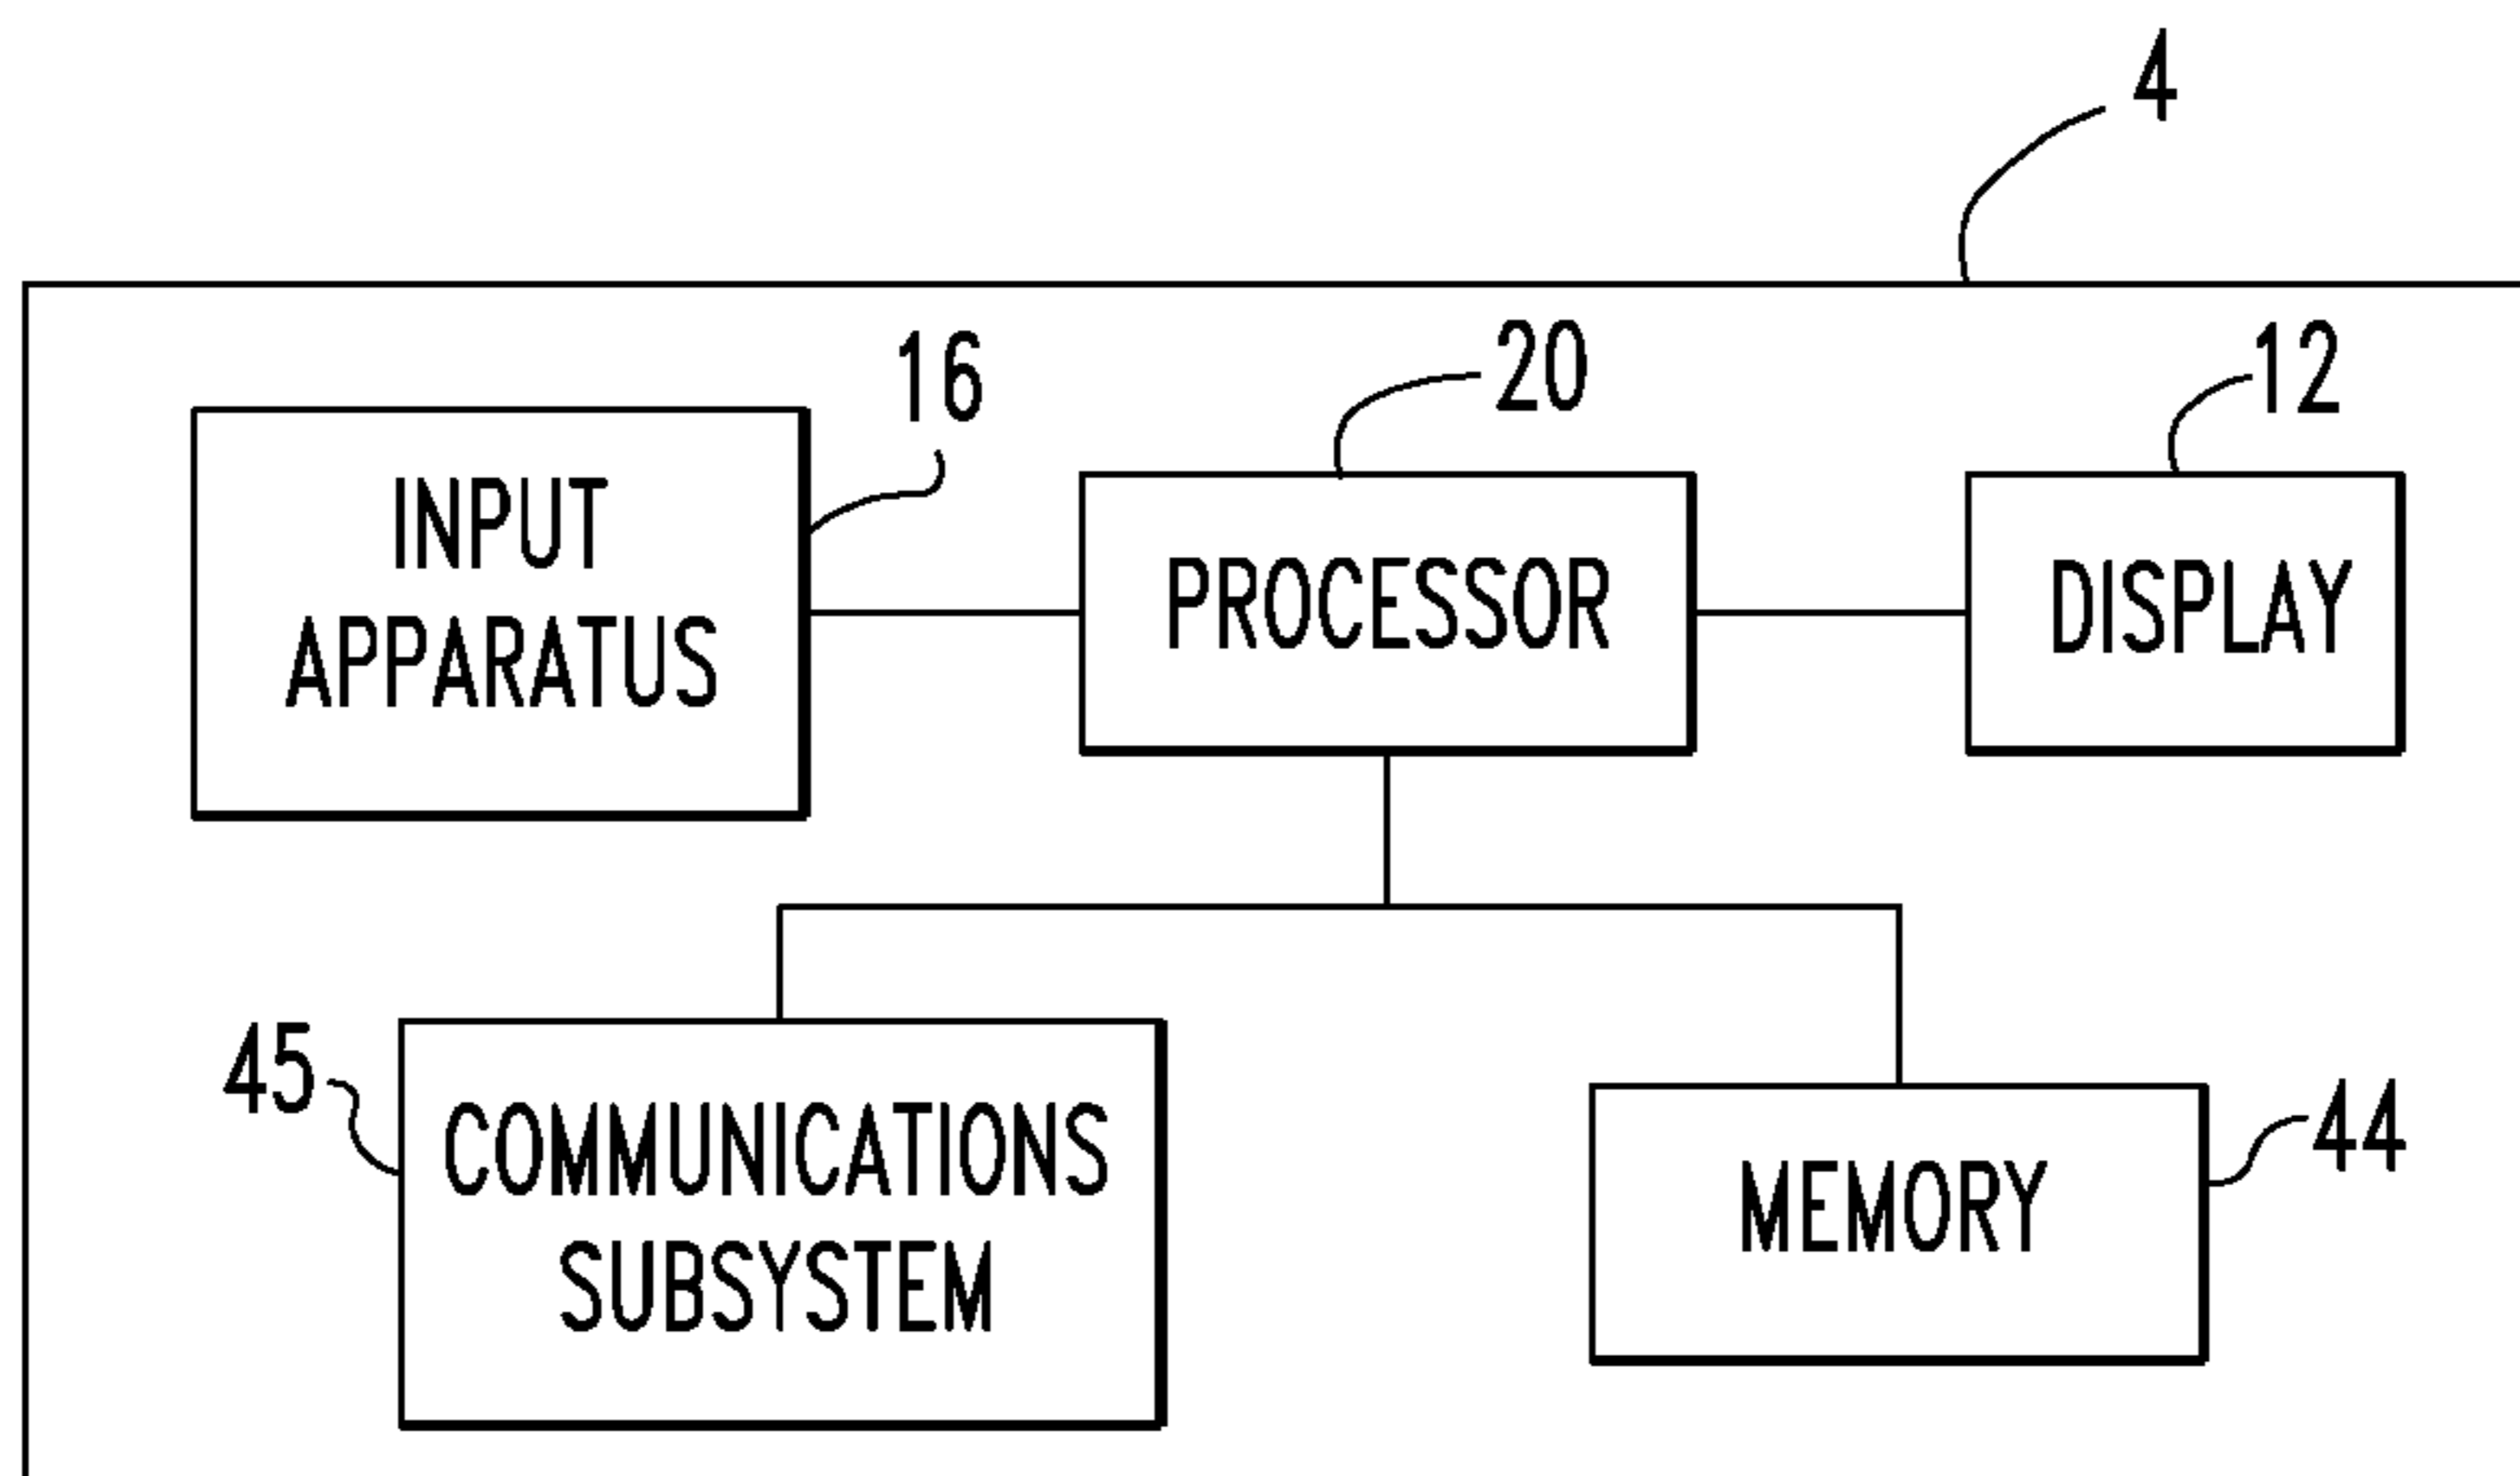 4
16
20
12
INPUT
APPARATUS
PROCESSOR
DISPLAY
45
COMMUNICATIONS
SUBSYSTEM
44
MEMORY